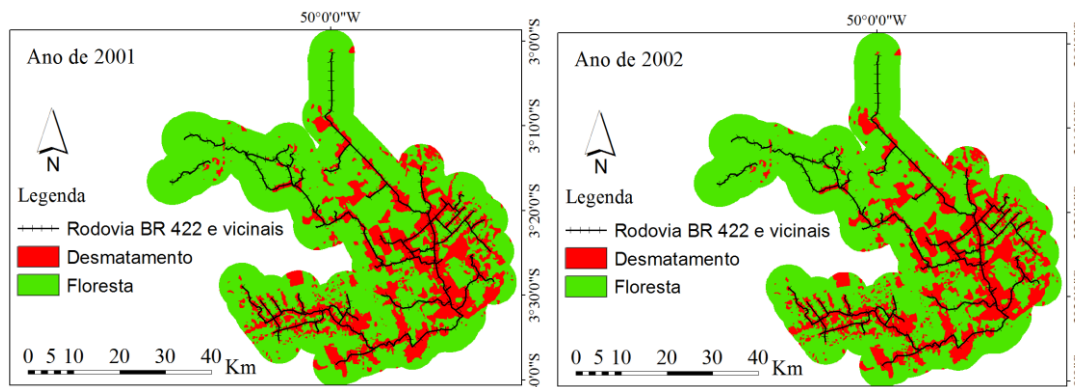 50°0'0"W
Ano de 2001
3°0'0"S
N
3°10'0"S
Legenda
Rodovia BR 422 e vicinais
3°20'0"S
Desmatamento
Floresta
3°30'0"S
0 5 10 20 30 40 Km
50°0'0"W
Ano de 2002
N
Legenda
Rodovia BR 422 e vicinais
Desmatamento
Floresta
0 5 10 20 30 40 Km